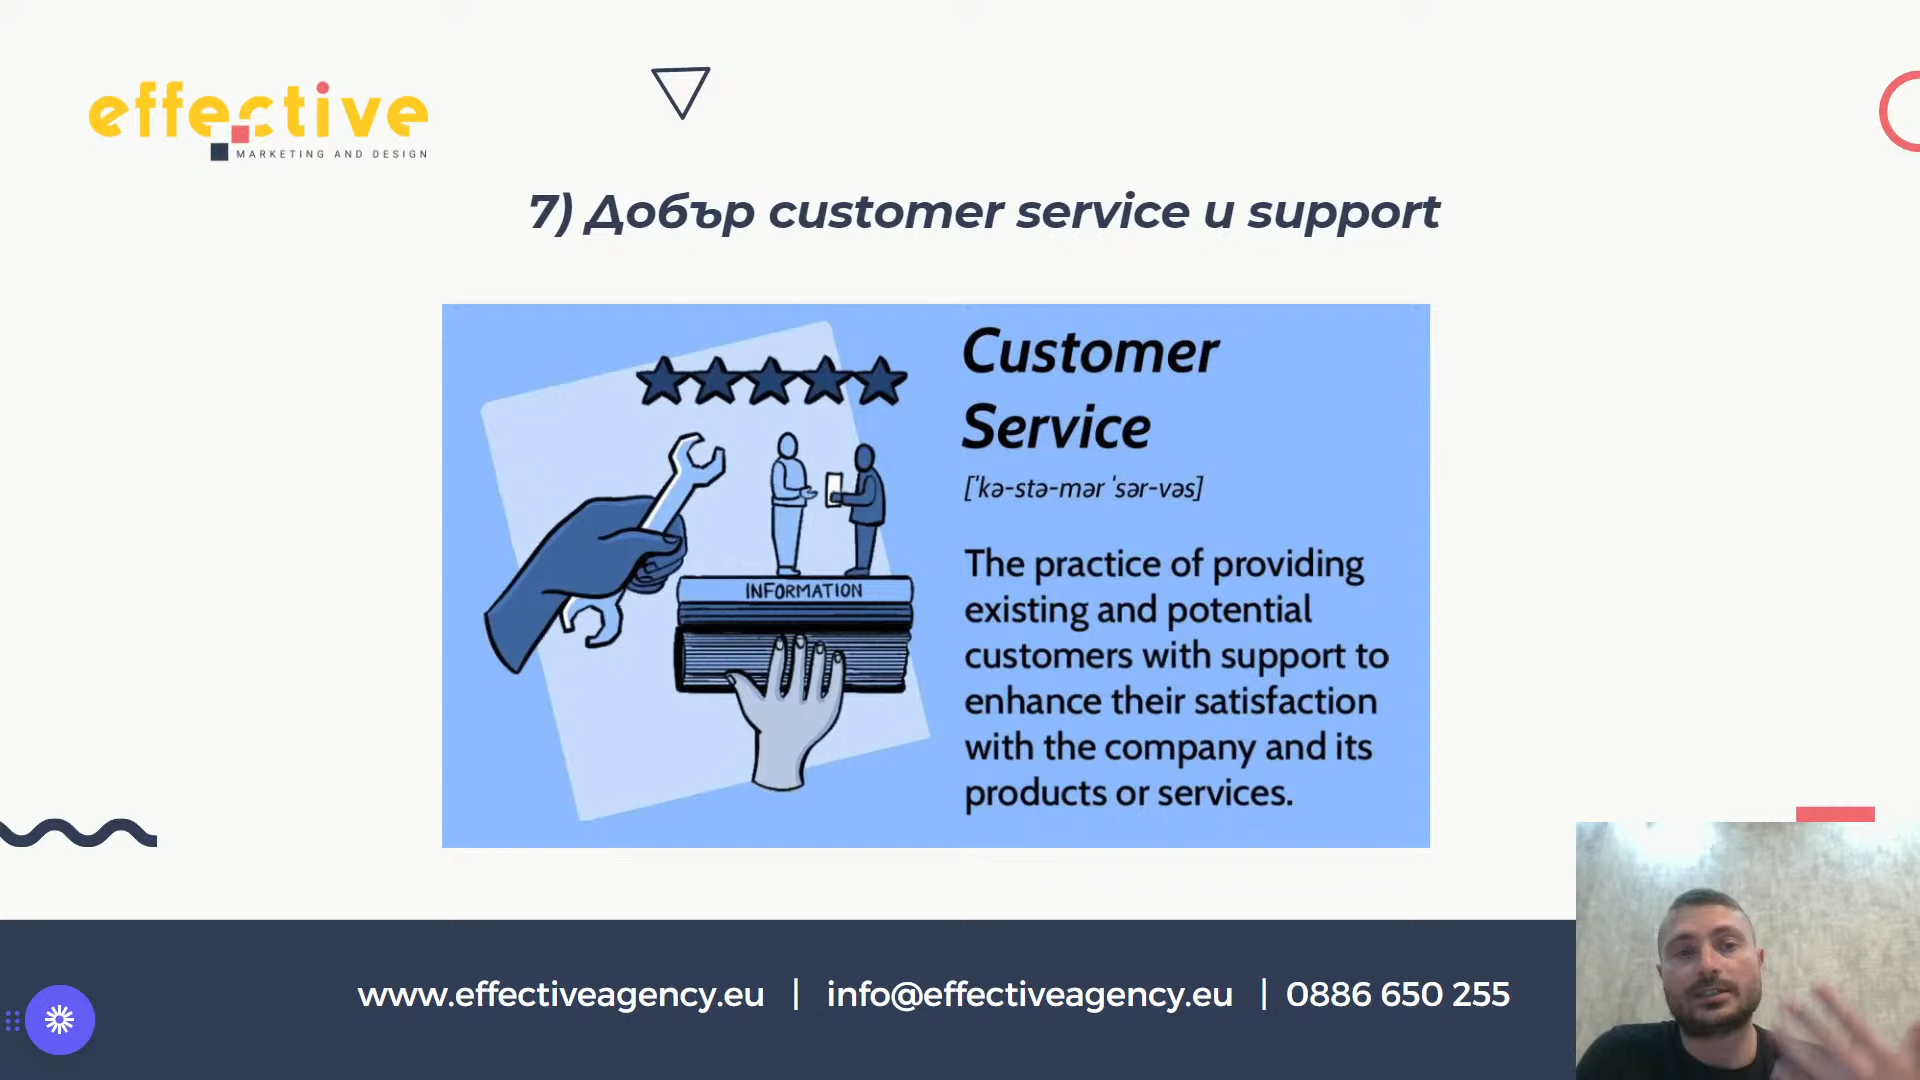 effective
MARKETING AND DESIGN
7) Добър customer service и support
Customer
Service
['kə-stə-mər 'sər-vəs]
INFORMATION
The practice of providing
existing and potential
customers with support to
enhance their satisfaction
with the company and its
products or services.
www.effectiveagency.eu | info@effectiveagency.eu | 0886 650 255